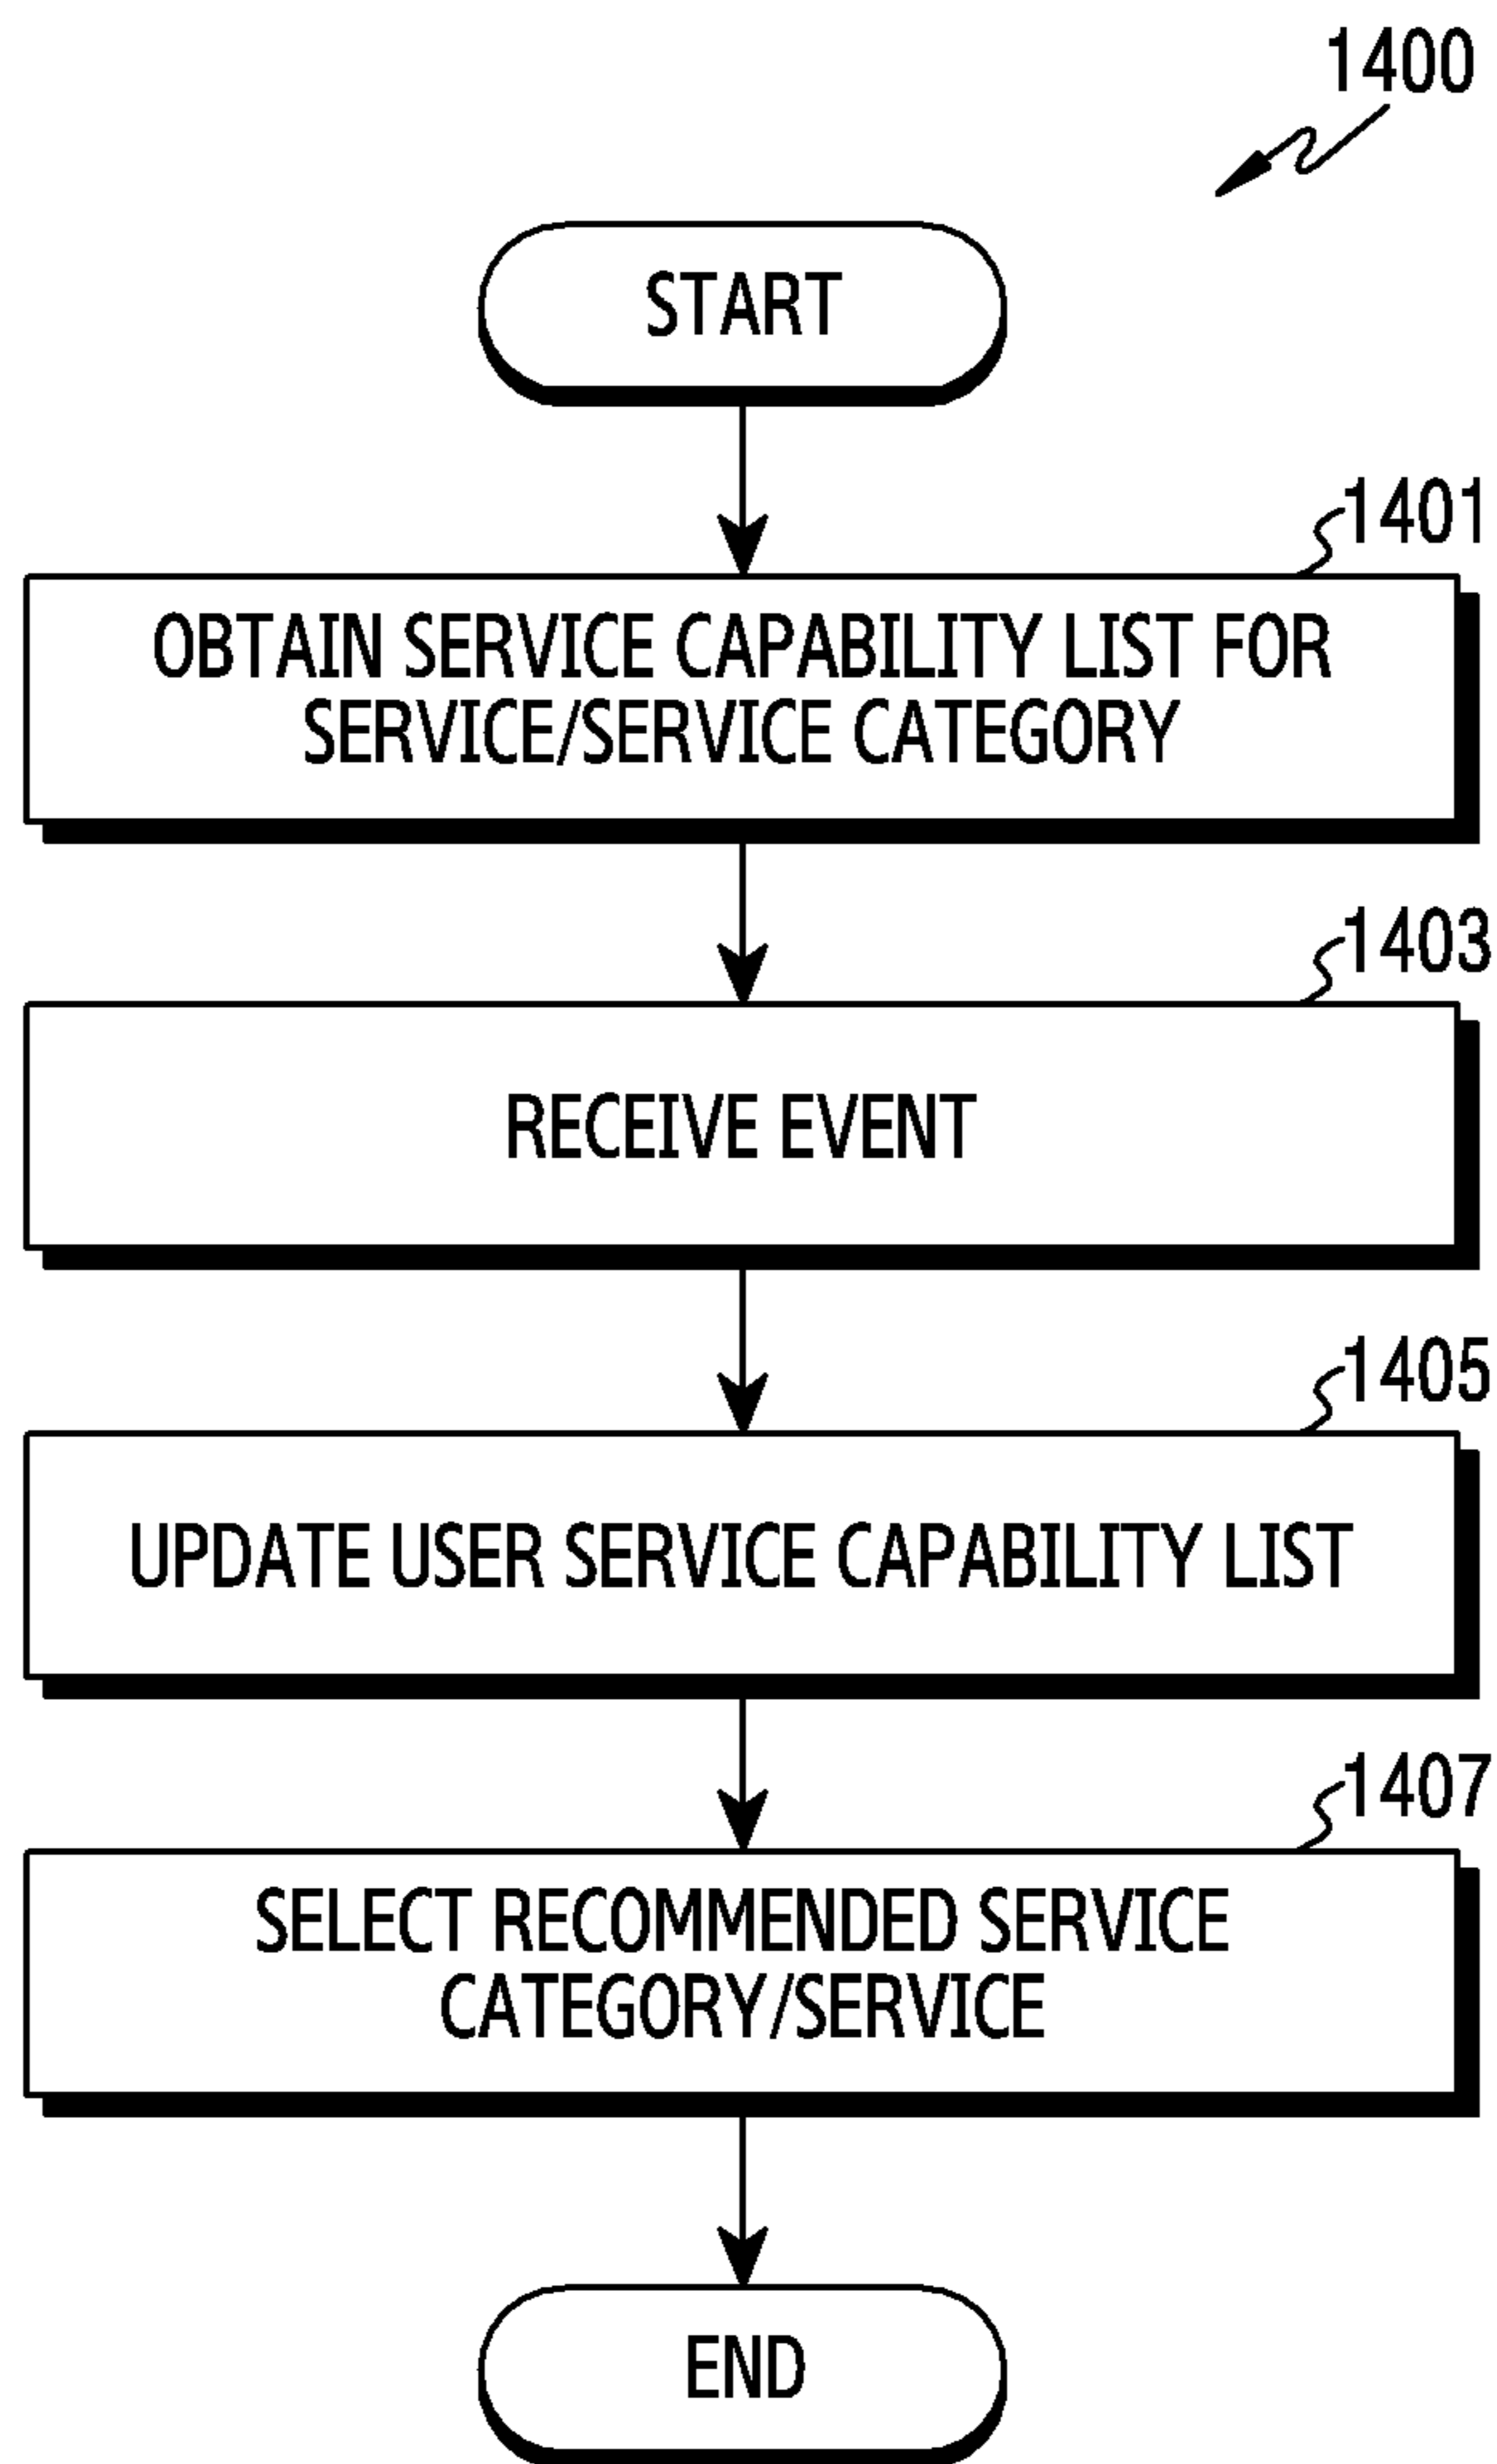 1400
START
1401
OBTAIN SERVICE CAPABILITY LIST FOR
SERVICE/SERVICE CATEGORY
1403
RECEIVE EVENT
1405
UPDATE USER SERVICE CAPABILITY LIST
1407
SELECT RECOMMENDED SERVICE
CATEGORY/SERVICE
END